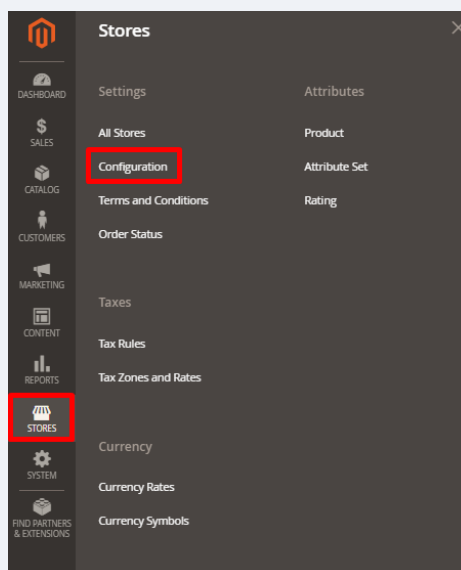 Stores
DASHBOARD
SALES
CATALOG
CUSTOMERS
MARKETING
CONTENT
REPORTS
STORES
SYSTEM
FIND PARTNERS
& EXTENSIONS
Settings
All Stores
Configuration
Terms and Conditions
Order Status
Taxes
Tax Rules
Tax Zones and Rates
Currency
Currency Rates
Currency Symbols
Attributes
Product
Attribute Set
Rating